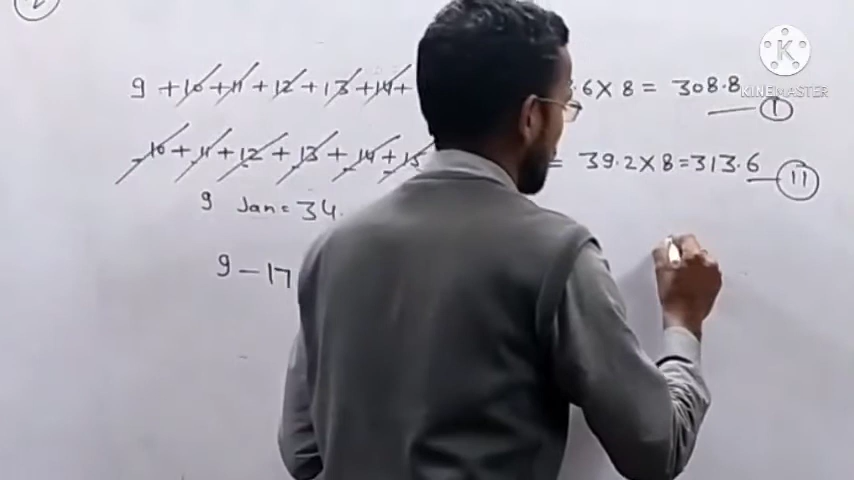 9 + 10 + 11 + 12 + 13 + 14 + .6 × 8 = 308.8
I
10 + 11 + 12 + 13 + 14 + 15 = 39.2 × 8 = 313.6
II
9 Jan = 34.
9 - 17
K
KINEMASTER